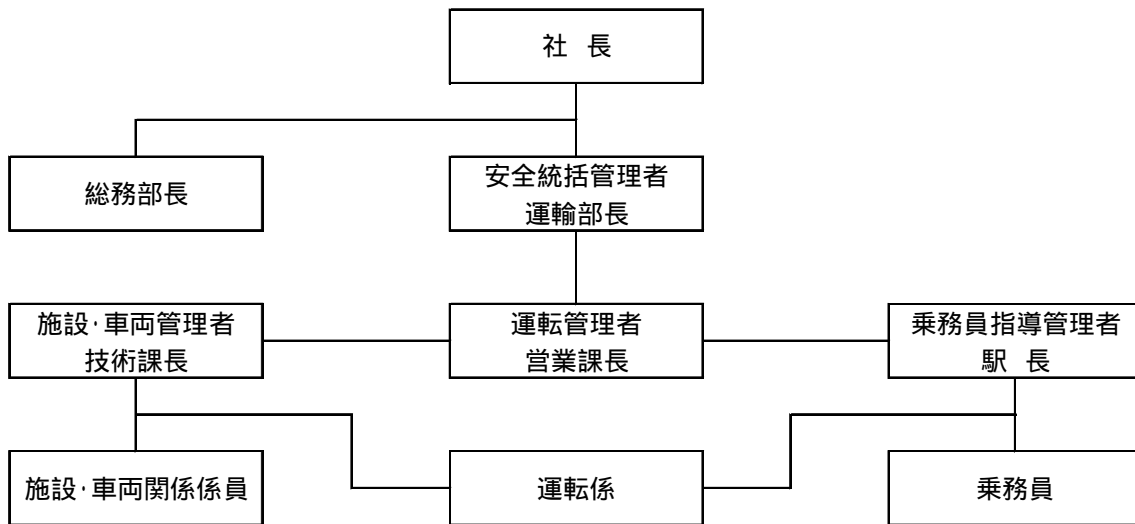 社 長
総務部長
安全統括管理者
運輸部長
施設･車両管理者
技術課長
運転管理者
営業課長
乗務員指導管理者
駅 長
施設･車両関係係員
運転係
乗務員